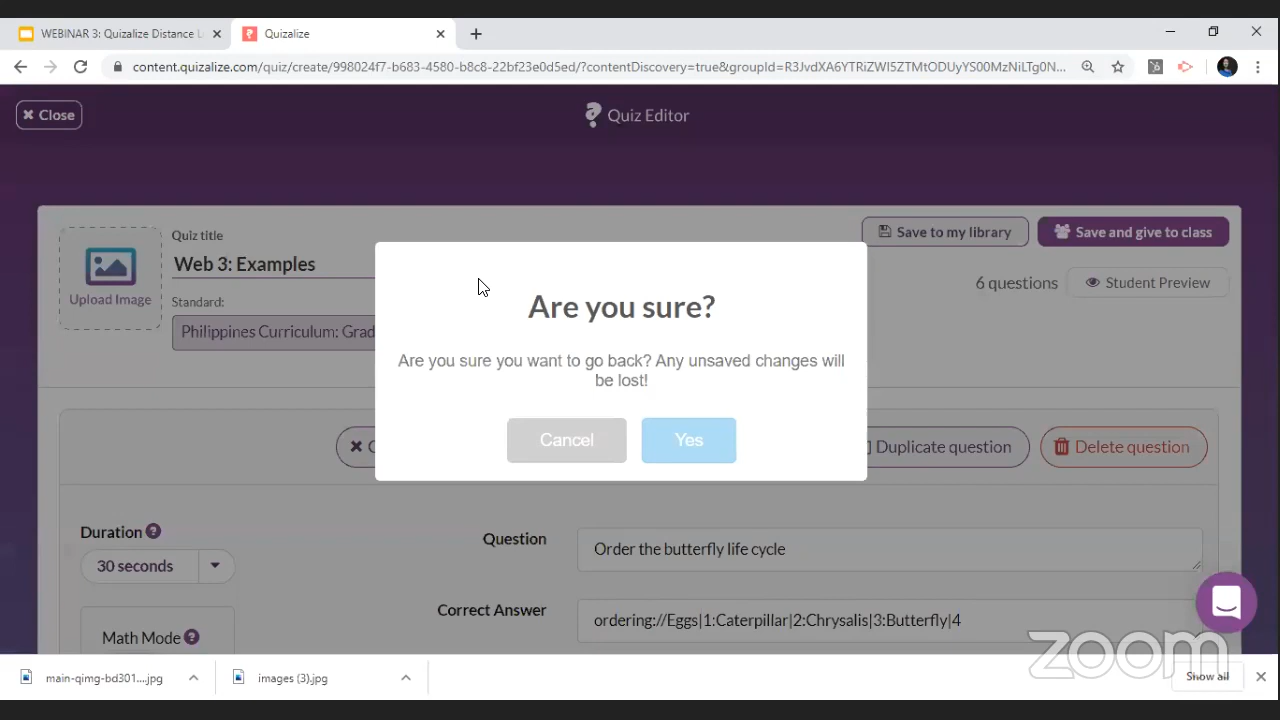 WEBINAR 3: Quizalize Distance L
Quizalize
content.quizalize.com/quiz/create/998024f7-b683-4580-b8c8-22bf23e0d5ed/?contentDiscovery=true&groupId=R3JvdXA6YTRiZWI5ZTMtODUyYS00MzNiLTg0N...
Close
Quiz Editor
Upload Image
Quiz title
Web 3: Examples
Standard:
Philippines Curriculum: Grad
Save to my library
Save and give to class
6 questions
Student Preview
Are you sure?
Are you sure you want to go back? Any unsaved changes will
be lost!
Cancel
Yes
Duplicate question
Delete question
Duration
30 seconds
Math Mode
Question
Order the butterfly life cycle
Correct Answer
ordering://Eggs|1:Caterpillar|2:Chrysalis|3:Butterfly|4
zoom
main-qimg-bd301....jpg
images (3).jpg
Show all